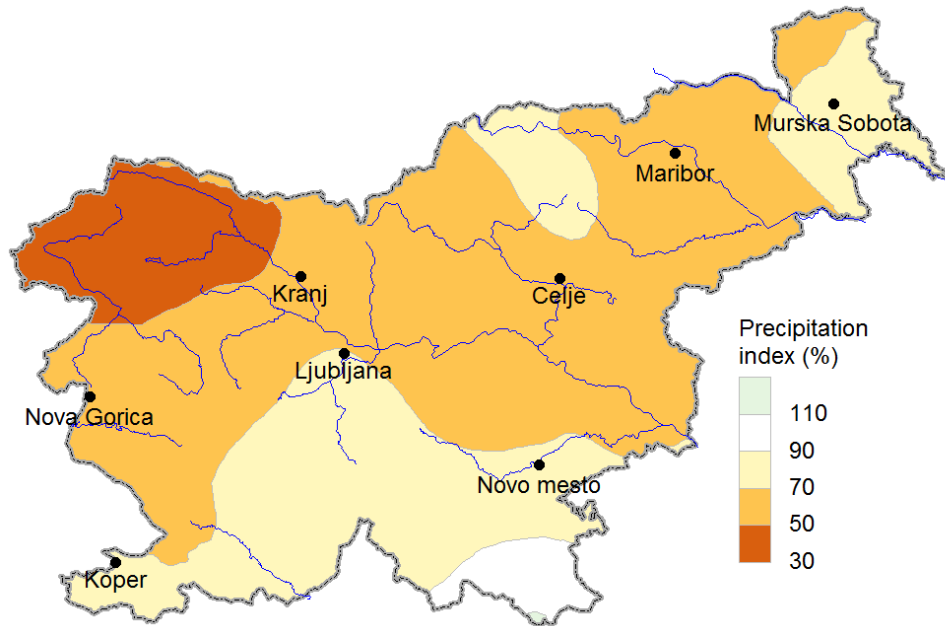 Murska Sobota
Maribor
Kranj
Celje
Ljubljana
Nova Gorica
Novo mesto
Koper
Precipitation
index (%)
110
90
70
50
30